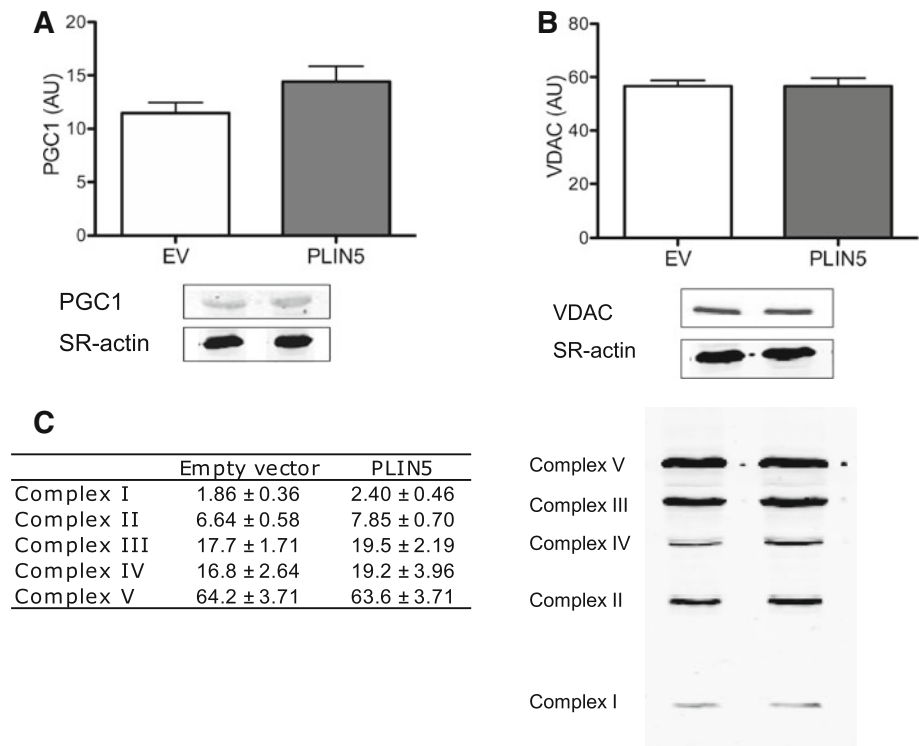 A
20
15
10
5
0
PGC1 (AU)
EV PLIN5
PGC1
SR-actin
B
80
60
40
20
0
VDAC (AU)
EV PLIN5
VDAC
SR-actin
C
Empty vector PLIN5
Complex I 1.86 ± 0.36 2.40 ± 0.46
Complex II 6.64 ± 0.58 7.85 ± 0.70
Complex III 17.7 ± 1.71 19.5 ± 2.19
Complex IV 16.8 ± 2.64 19.2 ± 3.96
Complex V 64.2 ± 3.71 63.6 ± 3.71
Complex V
Complex III
Complex IV
Complex II
Complex I